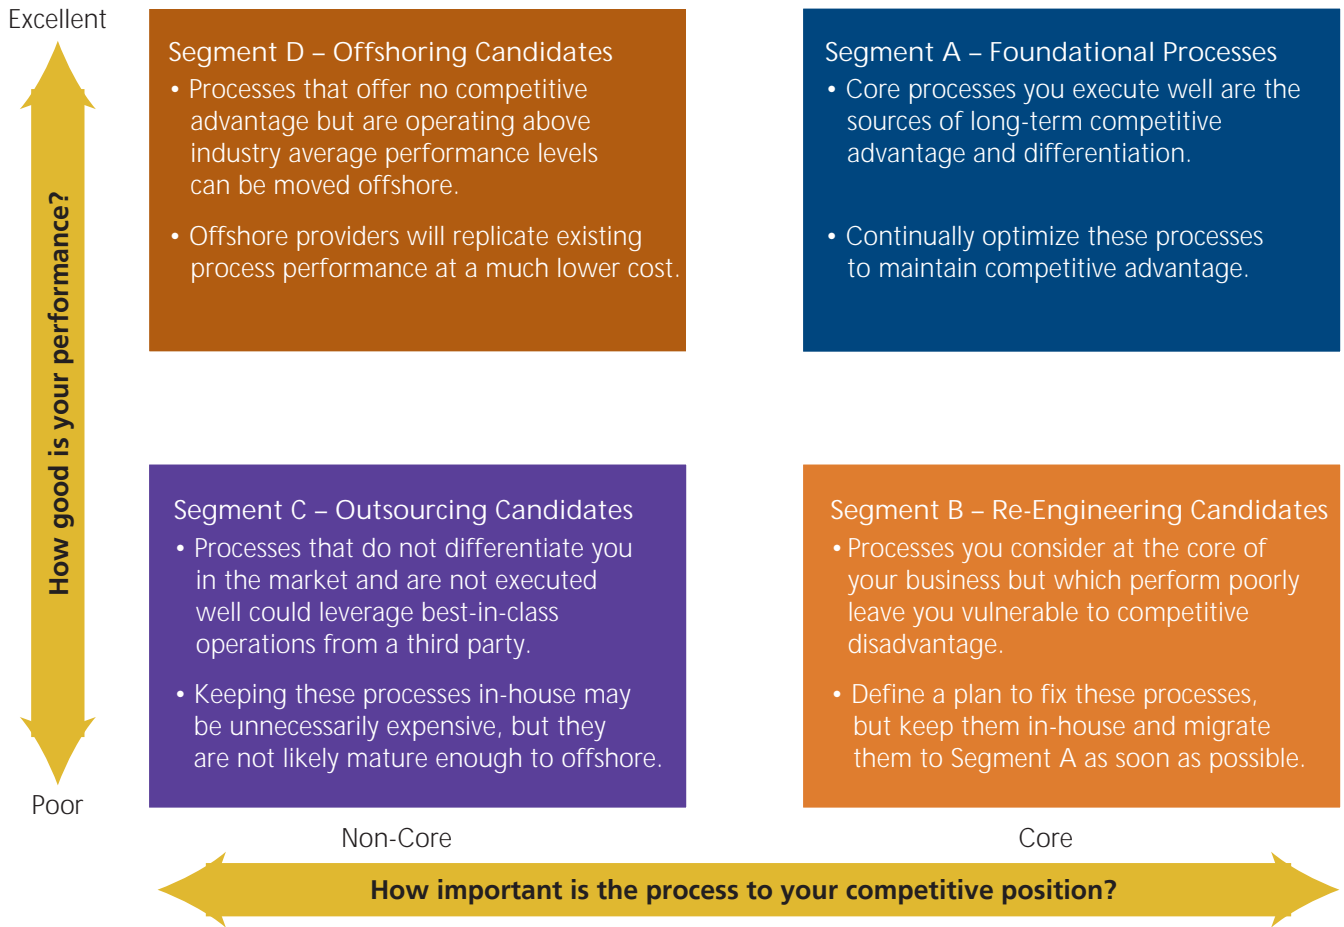 Excellent
How good is your performance?
Poor
Segment D – Offshoring Candidates
• Processes that offer no competitive
advantage but are operating above
industry average performance levels
can be moved offshore.
• Offshore providers will replicate existing
process performance at a much lower cost.
Segment A – Foundational Processes
• Core processes you execute well are the
sources of long-term competitive
advantage and differentiation.
• Continually optimize these processes
to maintain competitive advantage.
Segment C – Outsourcing Candidates
• Processes that do not differentiate you
in the market and are not executed
well could leverage best-in-class
operations from a third party.
• Keeping these processes in-house may
be unnecessarily expensive, but they
are not likely mature enough to offshore.
Segment B – Re-Engineering Candidates
• Processes you consider at the core of
your business but which perform poorly
leave you vulnerable to competitive
disadvantage.
• Define a plan to fix these processes,
but keep them in-house and migrate
them to Segment A as soon as possible.
Non-Core
Core
How important is the process to your competitive position?